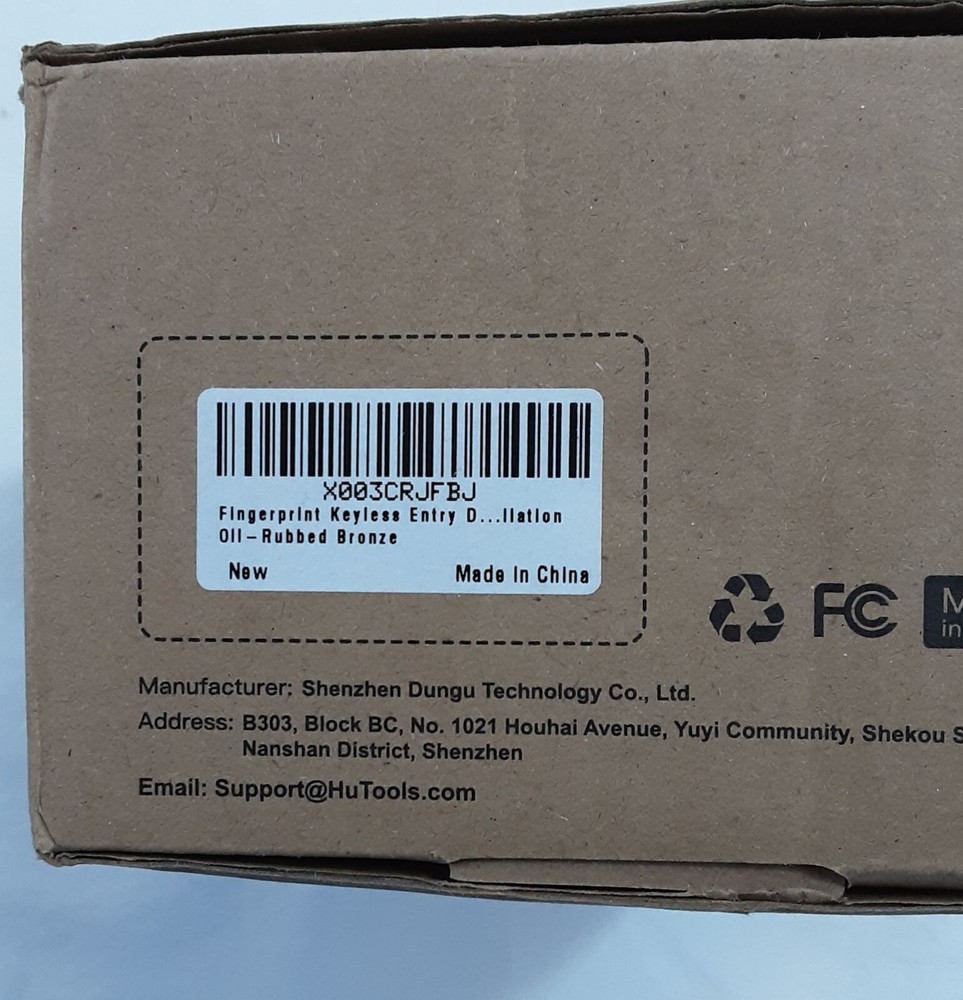 X003CRJFBJ
Fingerprint Keyless Entry D...llation
Oil-Rubbed Bronze
New Made in China
FC
M
in
Manufacturer: Shenzhen Dungu Technology Co., Ltd.
Address: B303, Block BC, No. 1021 Houhai Avenue, Yuyi Community, Shekou S
Nanshan District, Shenzhen
Email: Support@HuTools.com